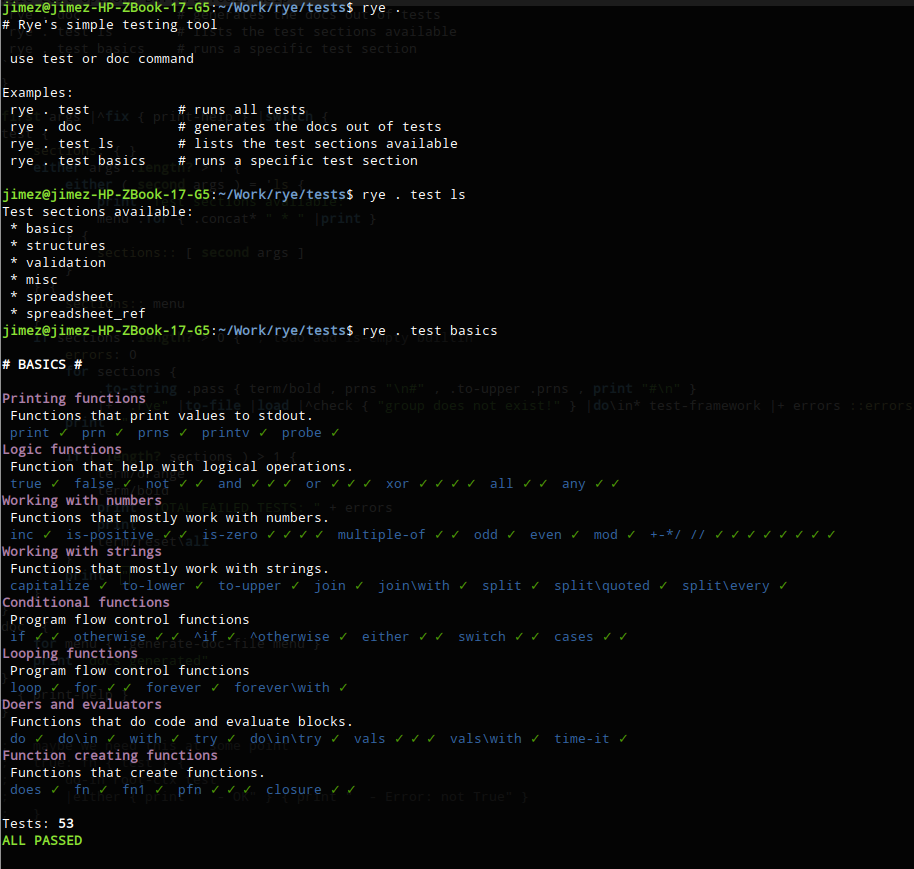 jimez@jimez-HP-ZBook-17-G5:~/Work/rye/tests$ rye .
# Rye's simple testing tool
use test or doc command
Examples:
rye . test # runs all tests
rye . doc # generates the docs out of tests
rye . test ls # lists the test sections available
rye . test basics # runs a specific test section
jimez@jimez-HP-ZBook-17-G5:~/Work/rye/tests$ rye . test ls
Test sections available:
* basics
* structures
* validation
* misc
* spreadsheet
* spreadsheet_ref
jimez@jimez-HP-ZBook-17-G5:~/Work/rye/tests$ rye . test basics
# BASICS #
Printing functions
Functions that print values to stdout.
print ✓ prn ✓ prns ✓ printv ✓ probe ✓
Logic functions
Function that help with logical operations.
true ✓ false ✓ not ✓ ✓ and ✓ ✓ ✓ or ✓ ✓ ✓ xor ✓ ✓ ✓ ✓ all ✓ ✓ any ✓ ✓
Working with numbers
Functions that mostly work with numbers.
inc ✓ is-positive ✓ ✓ is-zero ✓ ✓ ✓ ✓ multiple-of ✓ ✓ odd ✓ even ✓ mod ✓ +-*/ // ✓ ✓ ✓ ✓ ✓ ✓ ✓ ✓
Working with strings
Functions that mostly work with strings.
capitalize ✓ to-lower ✓ to-upper ✓ join ✓ join\with ✓ split ✓ split\quoted ✓ split\every ✓
Conditional functions
Program flow control functions
if ✓ ✓ otherwise ✓ ✓ ^if ✓ ^otherwise ✓ either ✓ ✓ switch ✓ ✓ cases ✓ ✓
Looping functions
Program flow control functions
loop ✓ for ✓ ✓ forever ✓ forever\with ✓
Doers and evaluators
Functions that do code and evaluate blocks.
do ✓ do\in ✓ with ✓ try ✓ do\in\try ✓ vals ✓ ✓ ✓ vals\with ✓ time-it ✓
Function creating functions
Functions that create functions.
does ✓ fn ✓ fn1 ✓ pfn ✓ ✓ ✓ closure ✓ ✓
Tests: 53
ALL PASSED